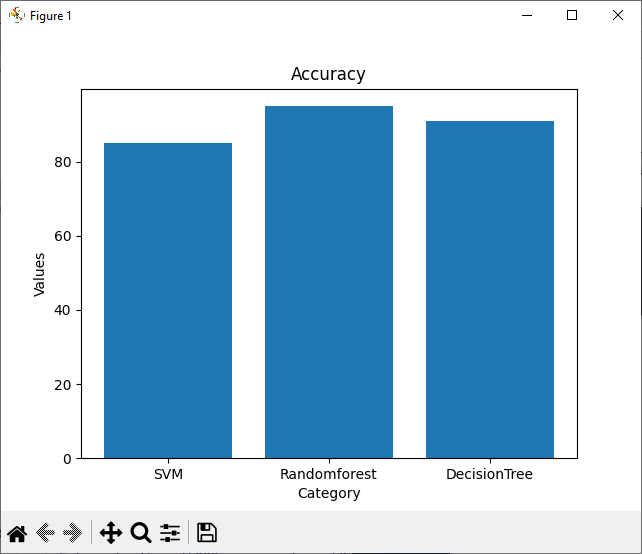 Figure 1
Accuracy
80
60
40
20
0
Values
SVM
Randomforest
DecisionTree
Category